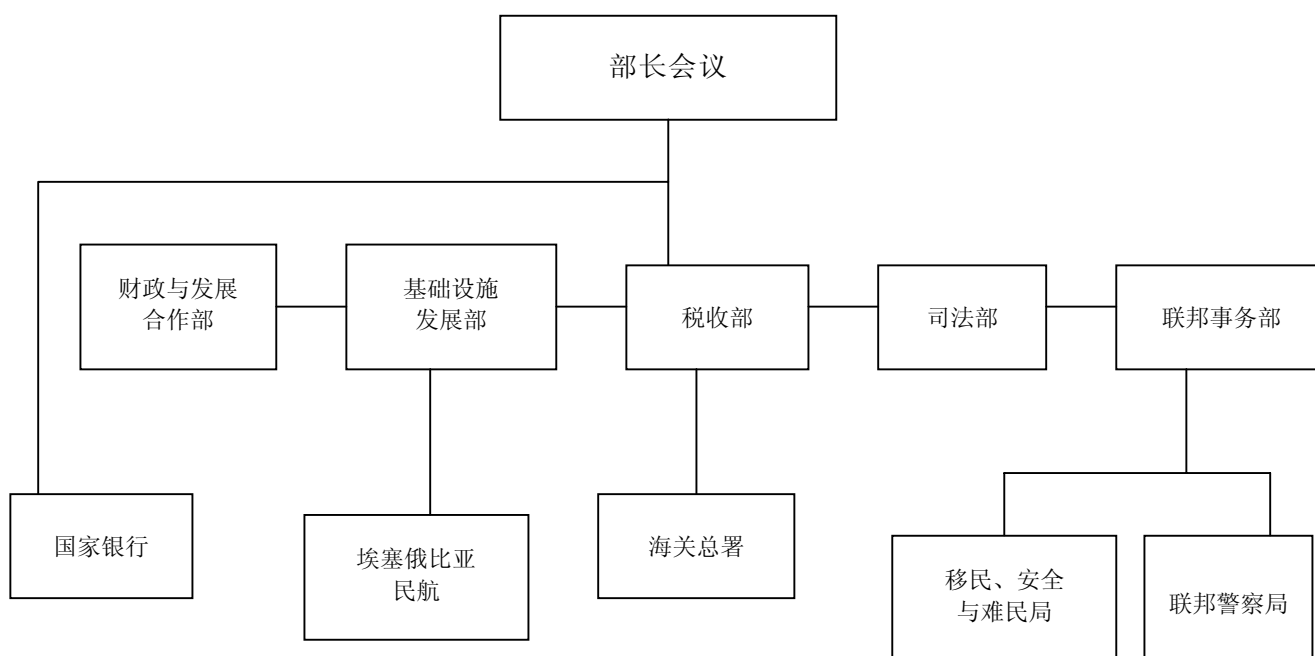 部长会议
财政与发展
合作部
基础设施
发展部
税收部
司法部
联邦事务部
国家银行
埃塞俄比亚
民航
海关总署
移民、安全
与难民局
联邦警察局